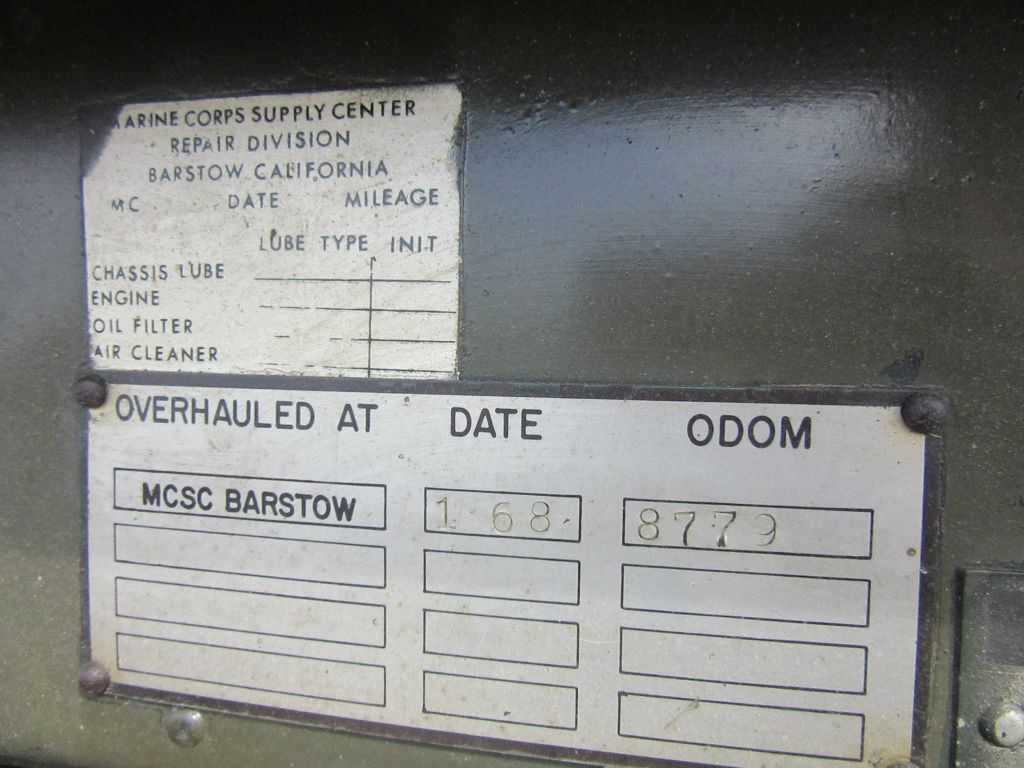 MARINE CORPS SUPPLY CENTER
REPAIR DIVISION
BARSTOW CALIFORNIA
MC DATE MILEAGE
LUBE TYPE INIT
CHASSIS LUBE
ENGINE
OIL FILTER
AIR CLEANER
OVERHAULED AT DATE ODOM
MCSC BARSTOW 1 68 8779